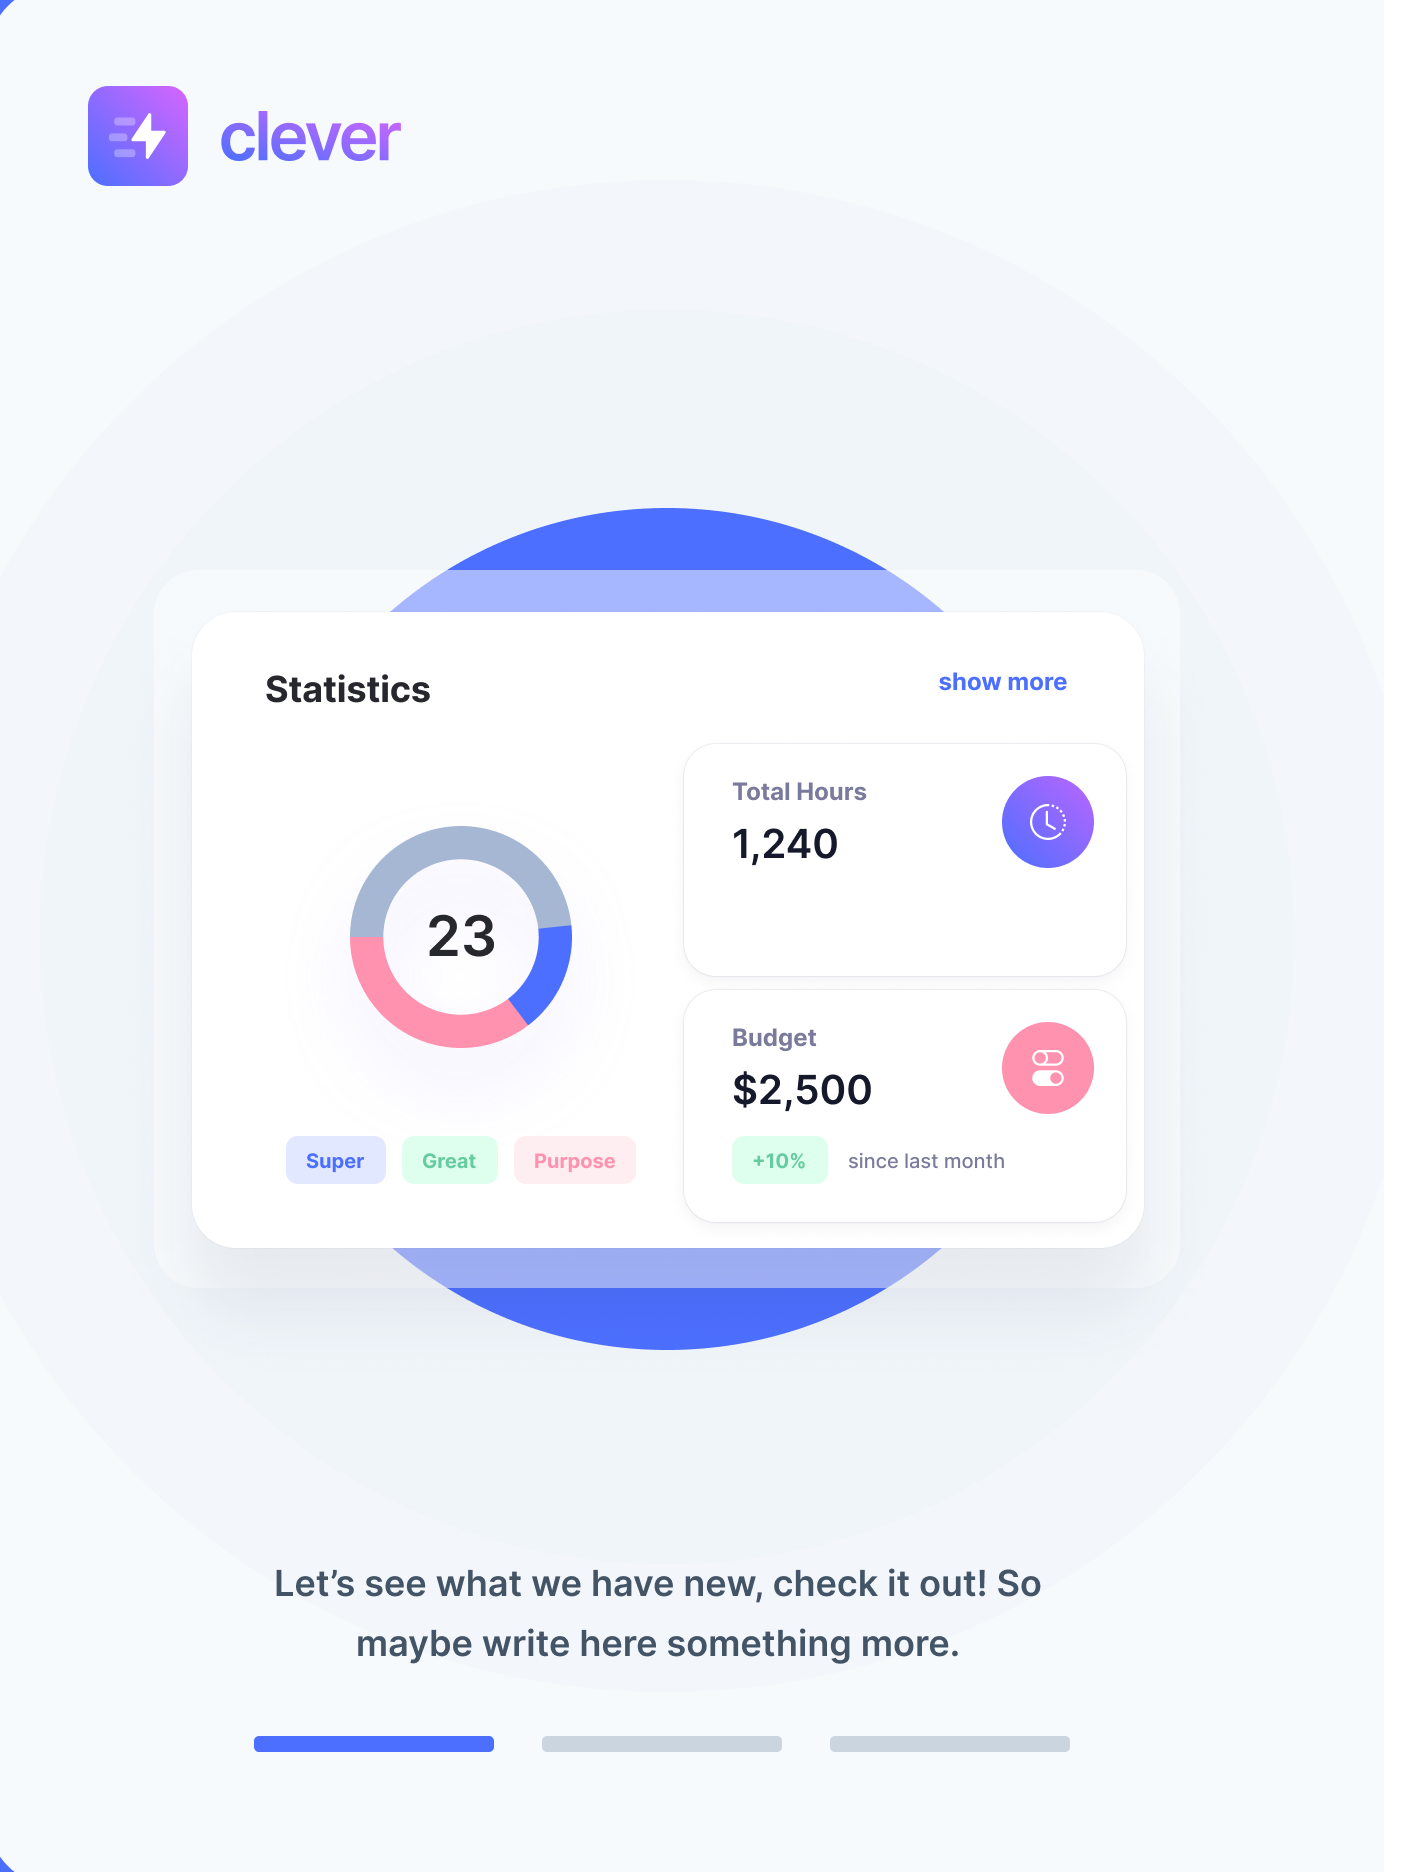 clever
Statistics
show more
23
Super
Great
Purpose
Total Hours
1,240
Budget
$2,500
+10%
since last month
Let’s see what we have new, check it out! So
maybe write here something more.